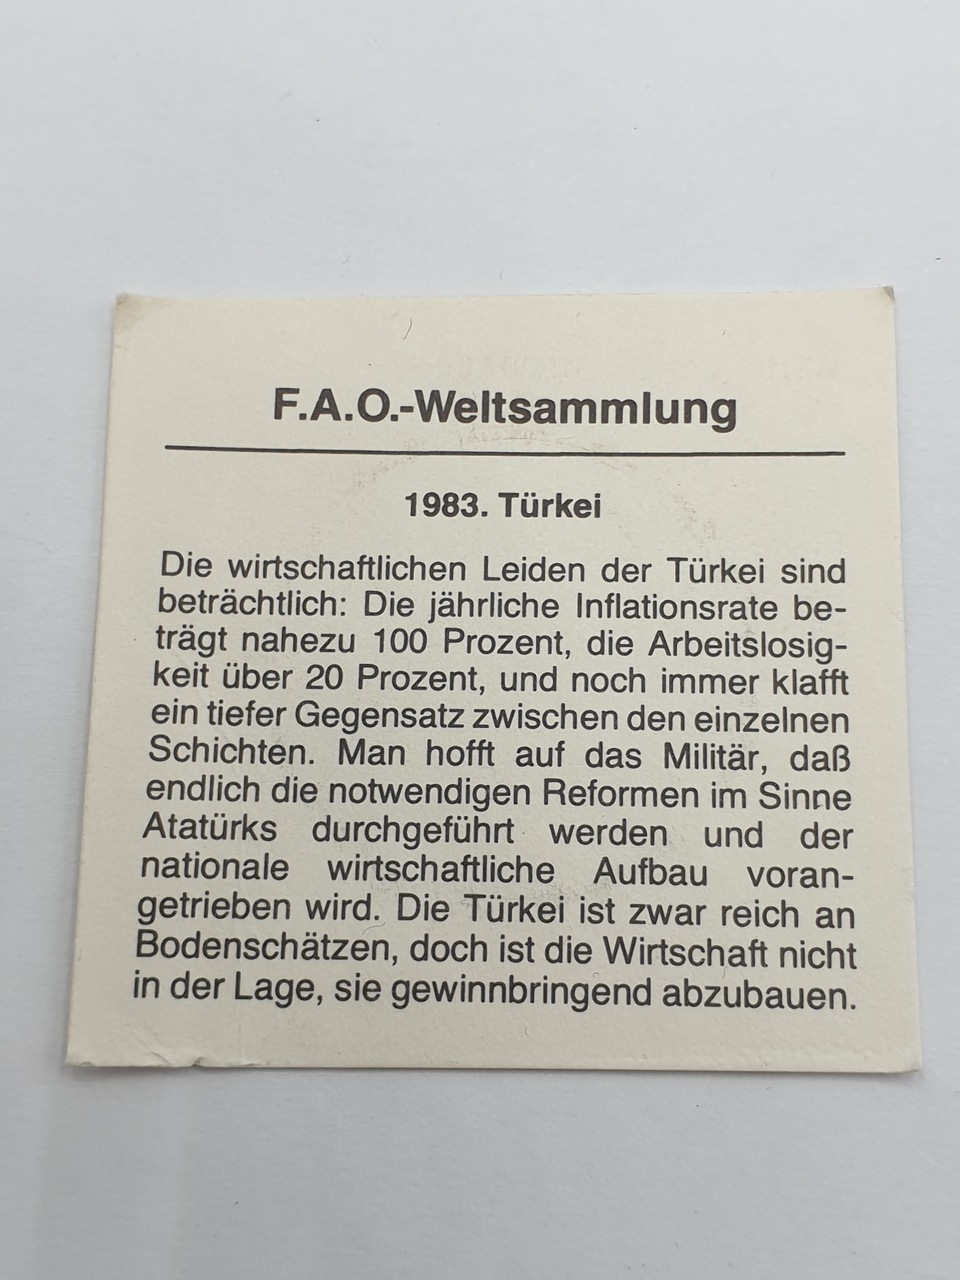 F.A.O.-Weltsammlung
1983. Türkei
Die wirtschaftlichen Leiden der Türkei sind
beträchtlich: Die jährliche Inflationsrate be-
trägt nahezu 100 Prozent, die Arbeitslosig-
keit über 20 Prozent, und noch immer klafft
ein tiefer Gegensatz zwischen den einzelnen
Schichten. Man hofft auf das Militär, daß
endlich die notwendigen Reformen im Sinne
Atatürks durchgeführt werden und der
nationale wirtschaftliche Aufbau voran-
getrieben wird. Die Türkei ist zwar reich an
Bodenschätzen, doch ist die Wirtschaft nicht
in der Lage, sie gewinnbringend abzubauen.